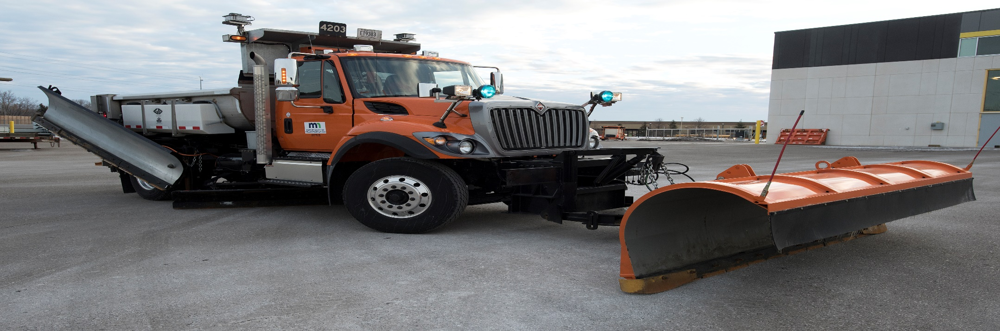 4203
ET9383
mn
DEPARTMENT OF
TRANSPORTATION